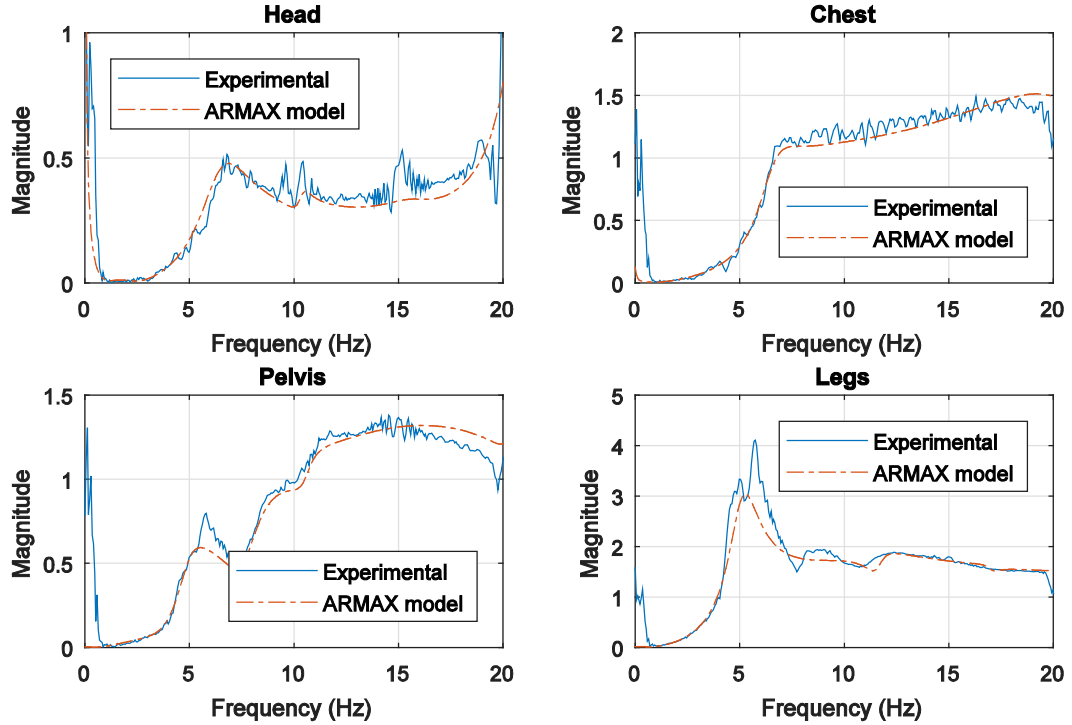 Head
1
0.5
0
Magnitude
Experimental
ARMAX model
0 5 10 15 20
Frequency (Hz)
Chest
2
1.5
1
0.5
0
Magnitude
Experimental
ARMAX model
0 5 10 15 20
Frequency (Hz)
Pelvis
1.5
1
0.5
0
Magnitude
Experimental
ARMAX model
0 5 10 15 20
Frequency (Hz)
Legs
5
4
3
2
1
0
Magnitude
Experimental
ARMAX model
0 5 10 15 20
Frequency (Hz)